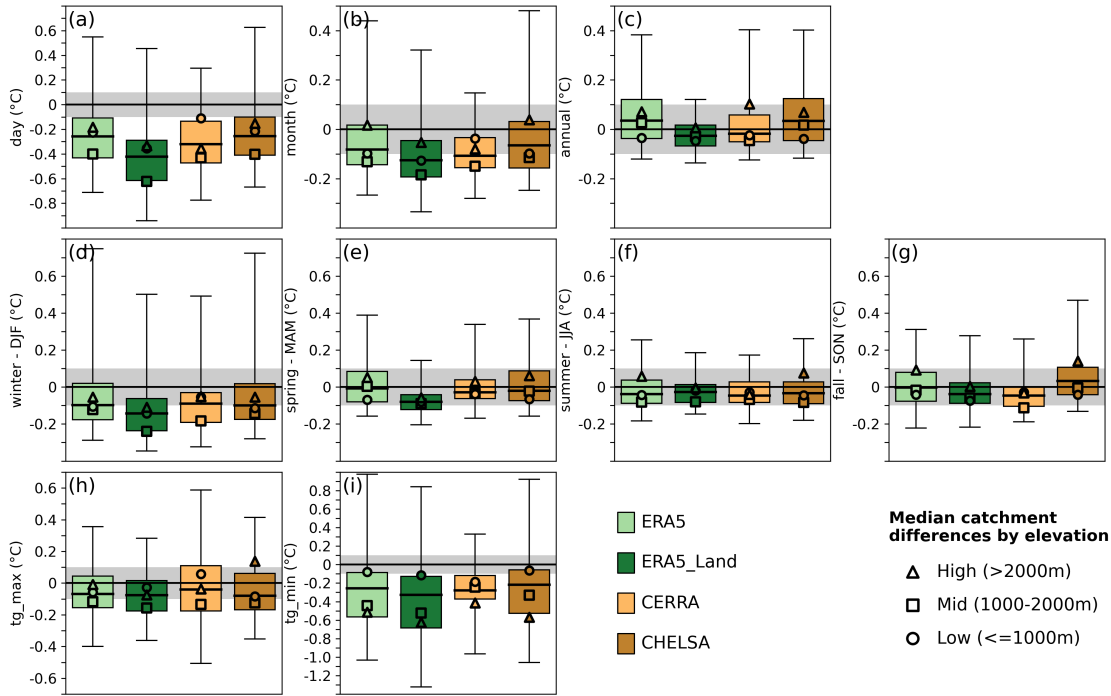 (a)
day (°C)
0.6
0.4
0.2
0
-0.2
-0.4
-0.6
-0.8
(b)
month (°C)
0.4
0.2
0
-0.2
(c)
annual (°C)
0.4
0.2
0
-0.2
(d)
winter - DJF (°C)
0.6
0.4
0.2
0
-0.2
(e)
spring - MAM (°C)
0.6
0.4
0.2
0
-0.2
(f)
summer - JJA (°C)
0.6
0.4
0.2
0
-0.2
(g)
fall - SON (°C)
0.6
0.4
0.2
0
-0.2
(h)
tg_max (°C)
0.6
0.4
0.2
0
-0.2
-0.4
-0.6
(i)
tg_min (°C)
0.8
0.6
0.4
0.2
0
-0.2
-0.4
-0.6
-0.8
-1.0
-1.2
ERA5
ERA5_Land
CERRA
CHELSA
Median catchment
differences by elevation
High (>2000m)
Mid (1000-2000m)
Low (<=1000m)